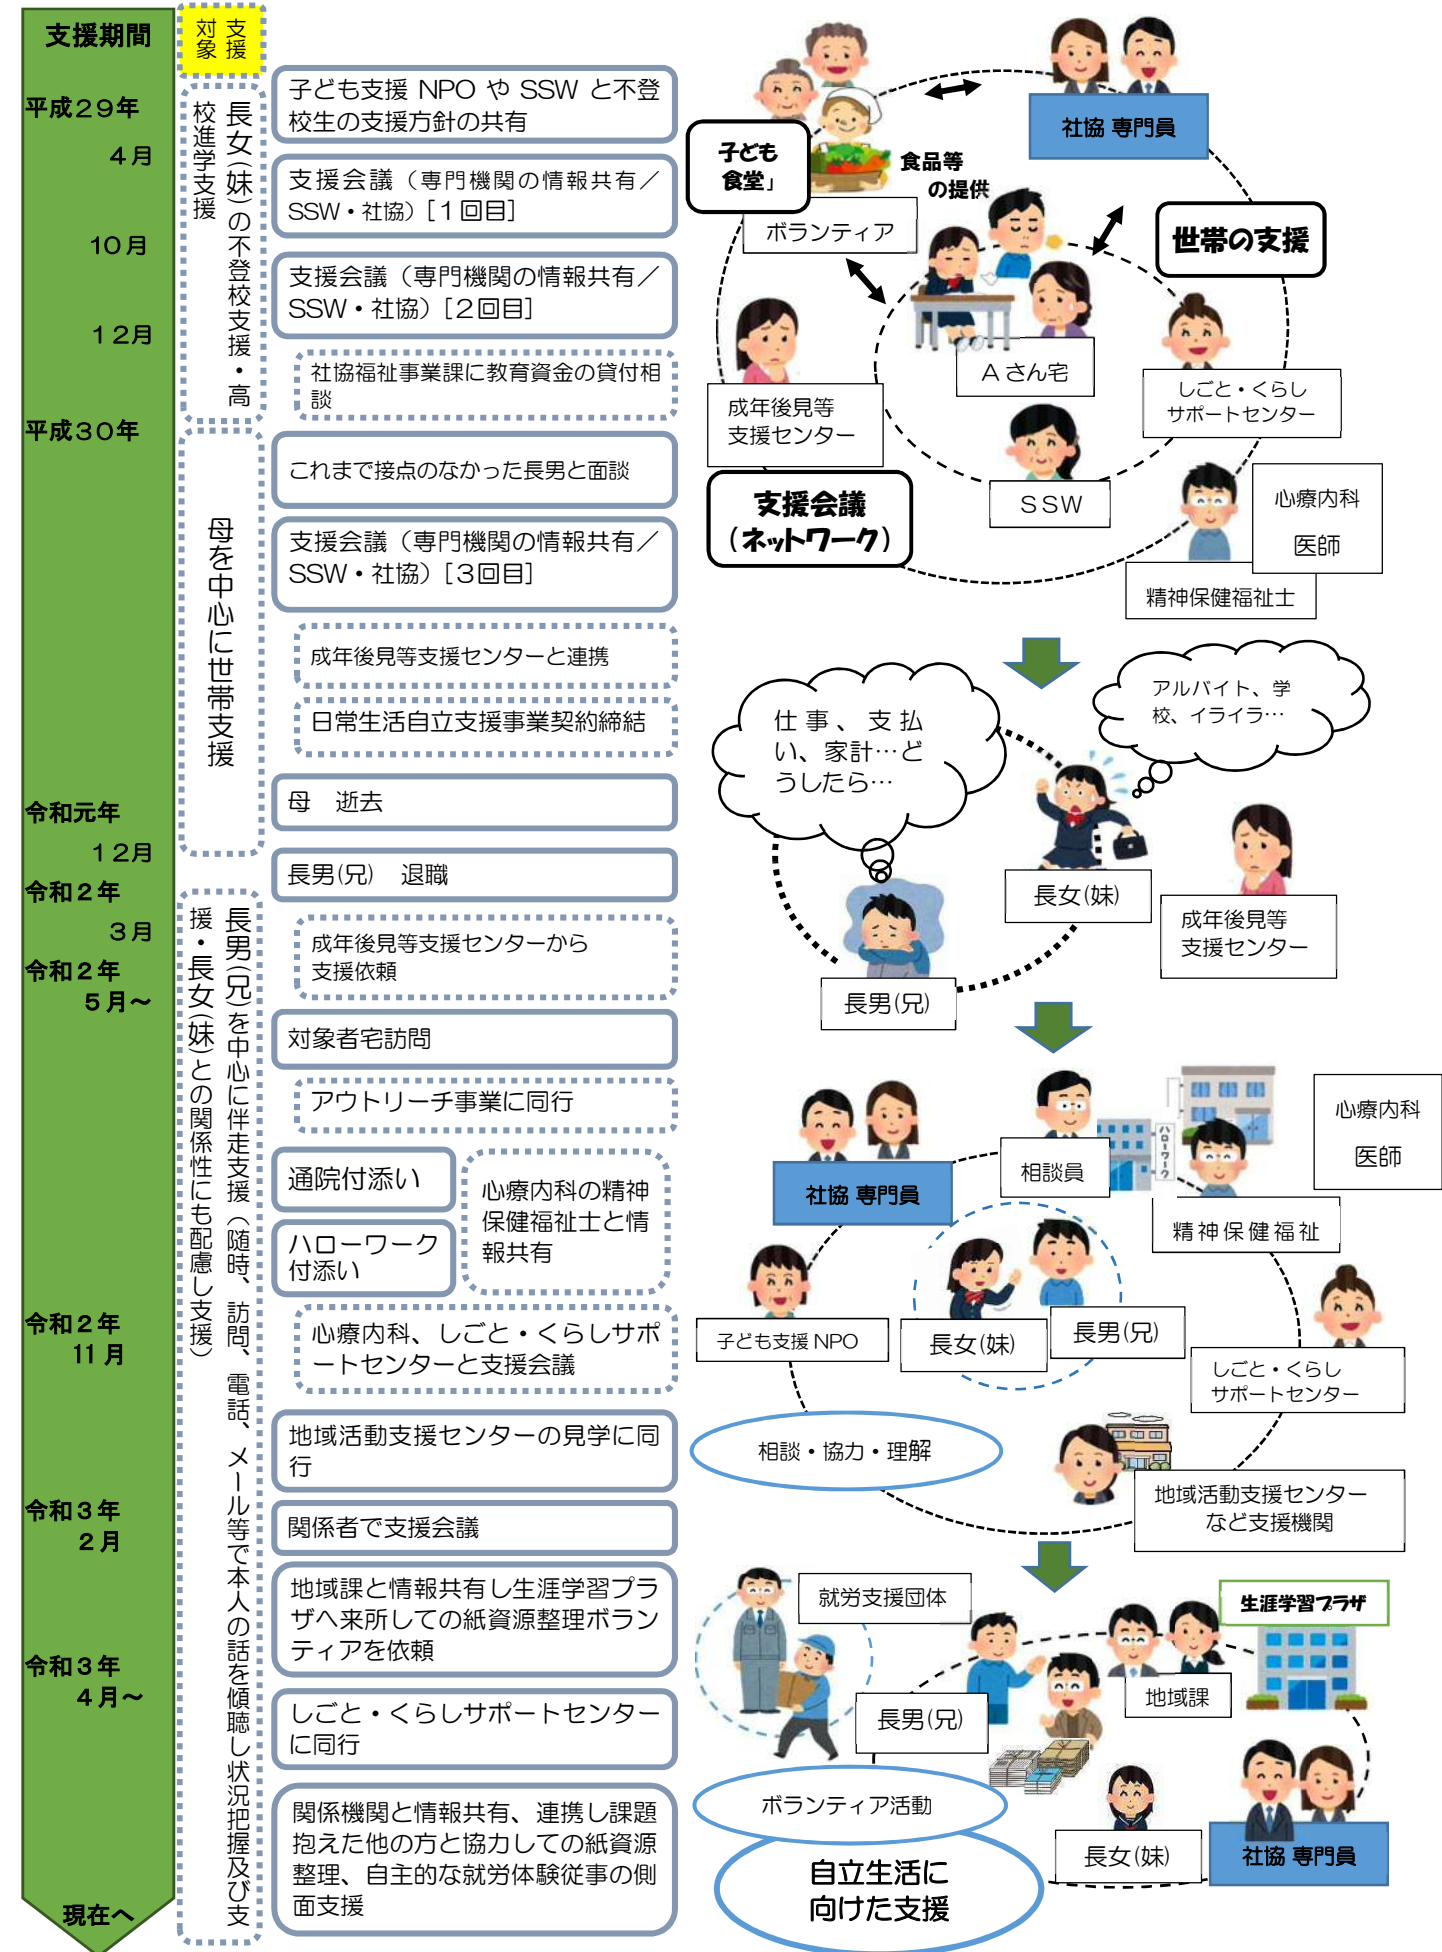 支援期間
支援
対象
平成29年
4月
10月
12月
平成30年
令和元年
12月
令和2年
3月
令和2年
5月～
令和2年
11月
令和3年
2月
令和3年
4月～
現在へ
長女(妹)の不登校支援・高
校進学支援
母を中心に世帯支援
長男(兄)を中心に伴走支援(随時、訪問、電話、メール等で本人の話を傾聴し状況把握及び支
援・長女(妹)との関係性にも配慮し支援)
子ども支援 NPO や SSW と不登
校生の支援方針の共有
支援会議（専門機関の情報共有／
SSW・社協）[1回目]
支援会議（専門機関の情報共有／
SSW・社協）[2回目]
社協福祉事業課に教育資金の貸付相
談
これまで接点のなかった長男と面談
支援会議（専門機関の情報共有／
SSW・社協）[3回目]
成年後見等支援センターと連携
日常生活自立支援事業契約締結
母　逝去
長男(兄)　退職
成年後見等支援センターから
支援依頼
対象者宅訪問
アウトリーチ事業に同行
通院付添い
ハローワーク
付添い
心療内科の精神
保健福祉士と情
報共有
心療内科、しごと・くらしサポ
ートセンターと支援会議
地域活動支援センターの見学に同
行
関係者で支援会議
地域課と情報共有し生涯学習プラ
ザへ来所しての紙資源整理ボラン
ティアを依頼
しごと・くらしサポートセンター
に同行
関係機関と情報共有、連携し課題
抱えた他の方と協力しての紙資源
整理、自主的な就労体験従事の側
面支援
社協 専門員
子ども
食堂」
食品等
の提供
ボランティア
世帯の支援
Aさん宅
成年後見等
支援センター
しごと・くらし
サポートセンター
SSW
支援会議
（ネットワーク）
心療内科
医師
精神保健福祉士
仕事、支払
い、家計…ど
うしたら…
アルバイト、学
校、イライラ…
長女(妹)
成年後見等
支援センター
長男(兄)
社協 専門員
相談員
ハローワーク
心療内科
医師
精神保健福祉
子ども支援 NPO
長女(妹)
長男(兄)
しごと・くらし
サポートセンター
相談・協力・理解
地域活動支援センター
など支援機関
就労支援団体
生涯学習プラザ
地域課
長男(兄)
ボランティア活動
長女(妹)
社協 専門員
自立生活に
向けた支援